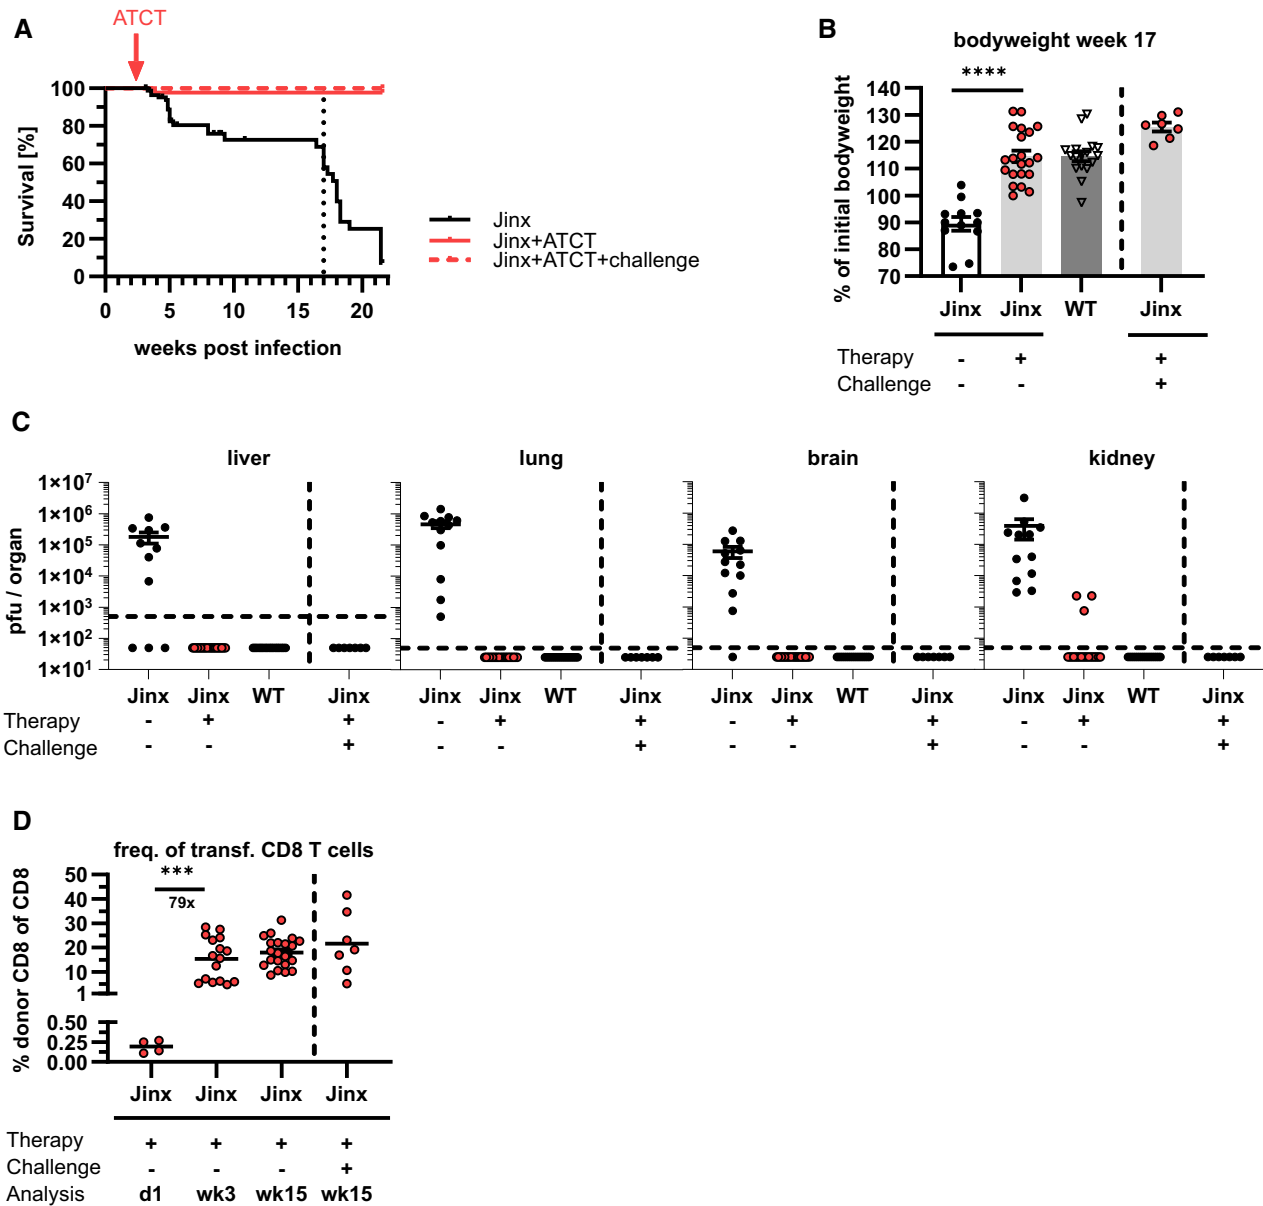 A
ATCT
Survival [%]
100
80
60
40
20
0
0 5 10 15 20
weeks post infection
Jinx
Jinx+ATCT
Jinx+ATCT+challenge
B
bodyweight week 17
% of initial bodyweight
****
140
130
120
110
100
90
80
70
Jinx Jinx WT Jinx
Therapy - + +
Challenge - - +
C
liver lung brain kidney
pfu / organ
1×10⁷
1×10⁶
1×10⁵
1×10⁴
1×10³
1×10²
1×10¹
Jinx Jinx WT Jinx Jinx Jinx WT Jinx Jinx Jinx WT Jinx Jinx Jinx WT Jinx
Therapy - + + - + + - + + - + +
Challenge - - + - - + - - + - - +
D
freq. of transf. CD8 T cells
% donor CD8 of CD8
***
79x
50
40
30
20
10
1
0.50
0.25
0.00
Jinx Jinx Jinx Jinx
Therapy + + + +
Challenge - - - +
Analysis d1 wk3 wk15 wk15